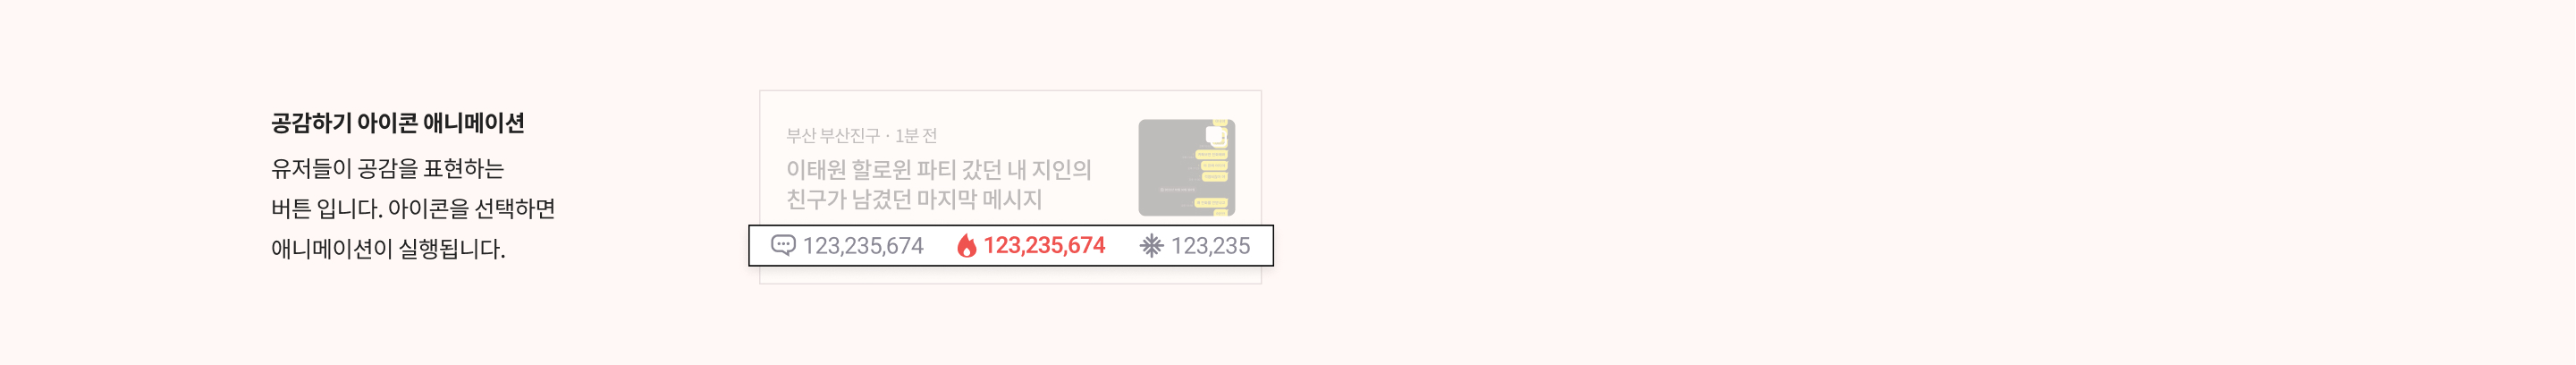 공감하기 아이콘 애니메이션
유저들이 공감을 표현하는
버튼 입니다. 아이콘을 선택하면
애니메이션이 실행됩니다.
부산 부산진구 · 1분 전
이태원 할로윈 파티 갔던 내 지인의
친구가 남겼던 마지막 메시지
123,235,674 123,235,674 123,235